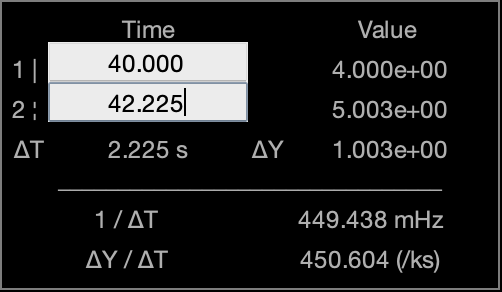 Time Value
1 | 40.000 4.000e+00
2 ¦ 42.225 5.003e+00
ΔT 2.225 s ΔY 1.003e+00
1 / ΔT 449.438 mHz
ΔY / ΔT 450.604 (/ks)